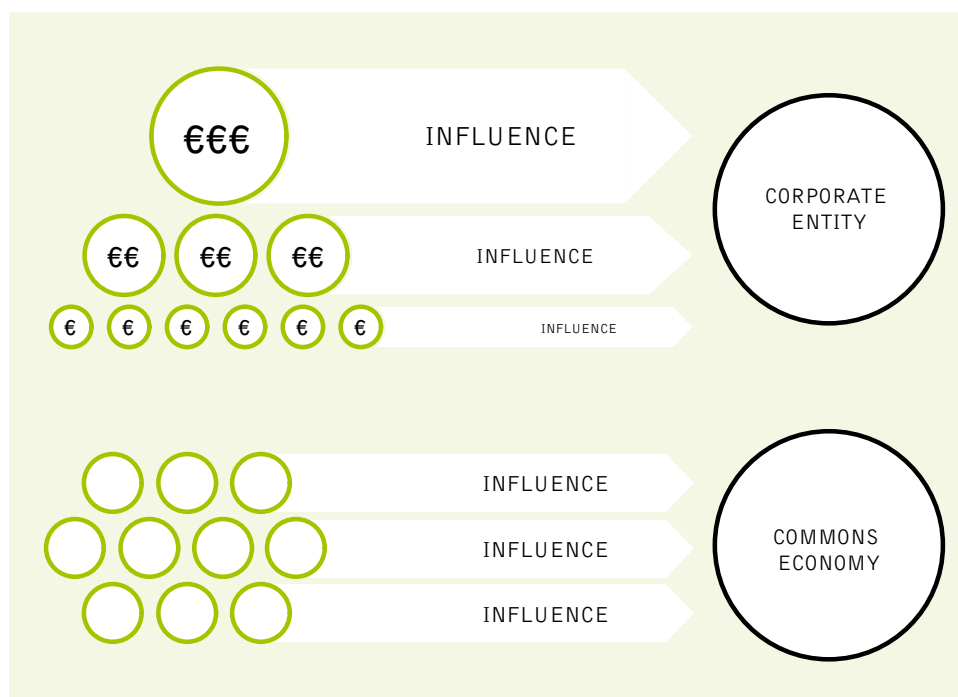 €€€
INFLUENCE
€€ €€ €€
INFLUENCE
€ € € € € €
INFLUENCE
CORPORATE
ENTITY
INFLUENCE
INFLUENCE
INFLUENCE
COMMONS
ECONOMY